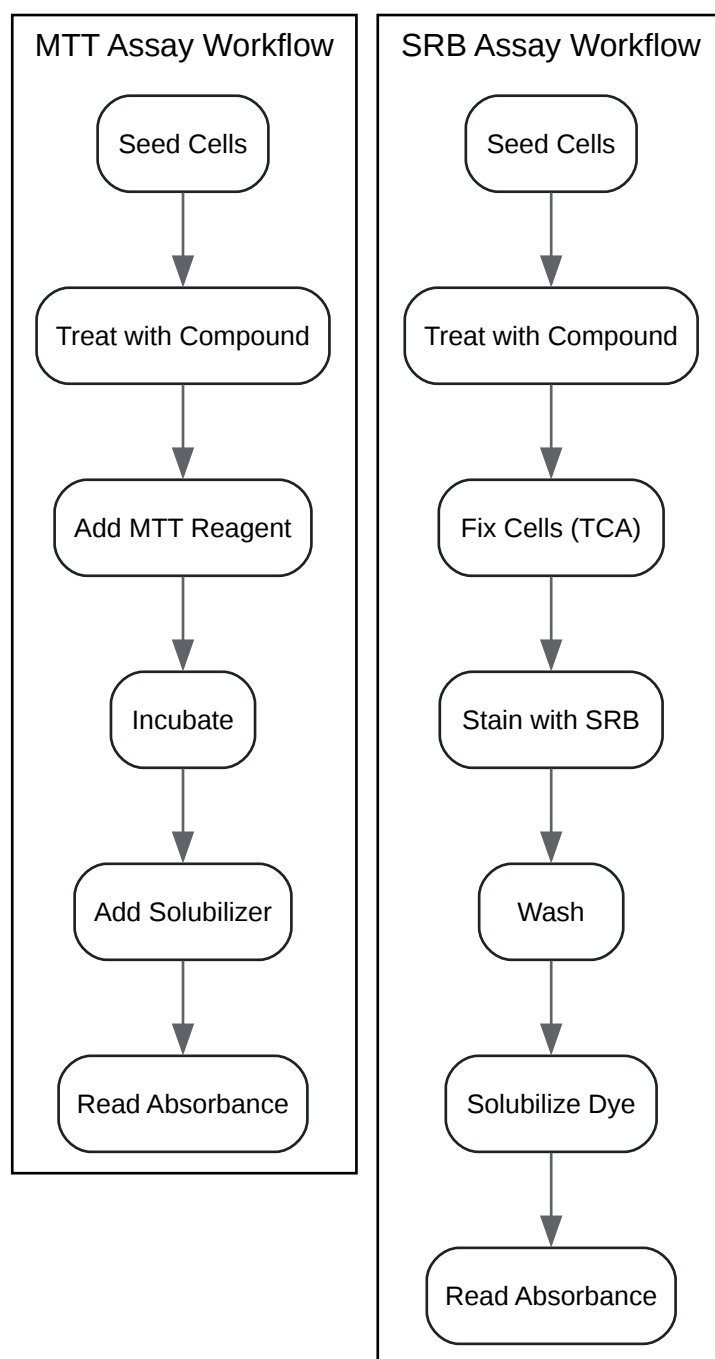 MTT Assay Workflow
Seed Cells
Treat with Compound
Add MTT Reagent
Incubate
Add Solubilizer
Read Absorbance
SRB Assay Workflow
Seed Cells
Treat with Compound
Fix Cells (TCA)
Stain with SRB
Wash
Solubilize Dye
Read Absorbance